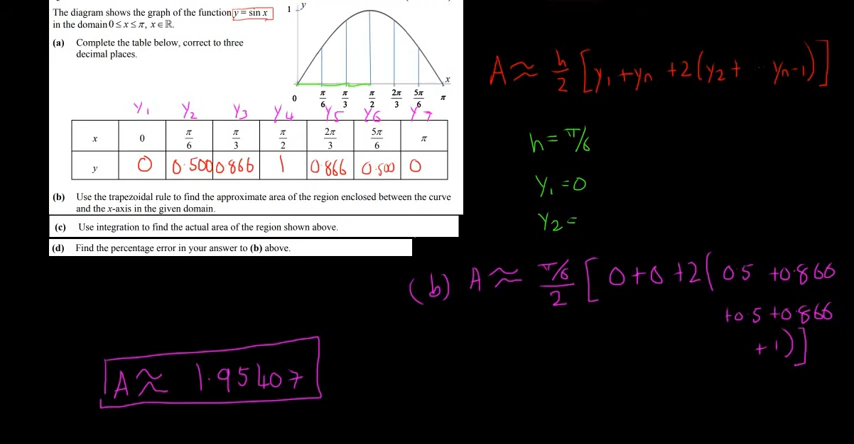 The diagram shows the graph of the function y = sin x
in the domain 0 ≤ x ≤ π, x ∈ ℝ.
(a) Complete the table below, correct to three
decimal places.
1 y
x
0 π/6 π/3 π/2 2π/3 5π/6 π
y₁ y₂ y₃ y₄ y₅ y₆ y₇
x 0 π/6 π/3 π/2 2π/3 5π/6 π
y 0 0.500 0.866 1 0.866 0.500 0
(b) Use the trapezoidal rule to find the approximate area of the region enclosed between the curve
and the x-axis in the given domain.
(c) Use integration to find the actual area of the region shown above.
(d) Find the percentage error in your answer to (b) above.
A ≈ h/2 [y₁ + yn + 2(y₂ + ·· yn-1)]
h = π/6
y₁ = 0
y₂ =
(b) A ≈ π/6/2 [0 + 0 + 2(0.5 + 0.866
+0.5 + 0.866
+ 1)]
A ≈ 1.95407